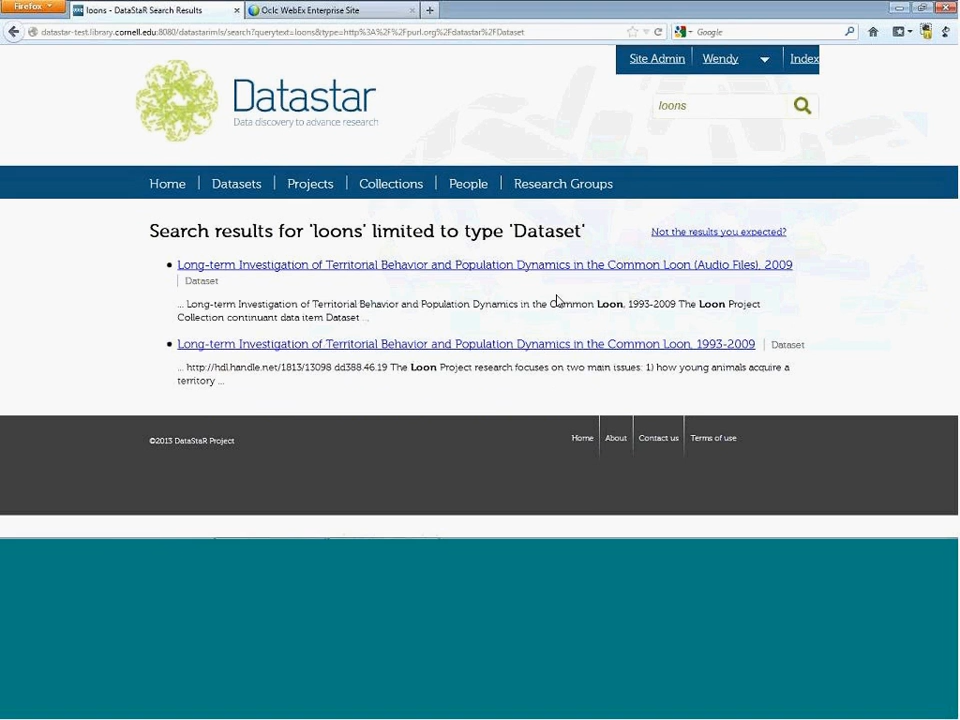 Firefox
loons - DataStaR Search Results × Oclc WebEx Enterprise Site × +
datastar-test.library.cornell.edu:8080/datastarimls/search?querytext=loons&type=http%3A%2F%2Fpurl.org%2Fdatastar%2FDataset
Google
Site Admin | Wendy | Index
Datastar
Data discovery to advance research
loons
Home | Datasets | Projects | Collections | People | Research Groups
Search results for 'loons' limited to type 'Dataset'
Not the results you expected?
• Long-term Investigation of Territorial Behavior and Population Dynamics in the Common Loon (Audio Files), 2009
| Dataset
... Long-term Investigation of Territorial Behavior and Population Dynamics in the Common Loon, 1993-2009 The Loon Project
Collection continuant data item Dataset ...
• Long-term Investigation of Territorial Behavior and Population Dynamics in the Common Loon, 1993-2009 | Dataset
... http://hdl.handle.net/1813/13098 dd388.46.19 The Loon Project research focuses on two main issues: 1) how young animals acquire a
territory ...
©2013 DataStaR Project
Home | About | Contact us | Terms of use